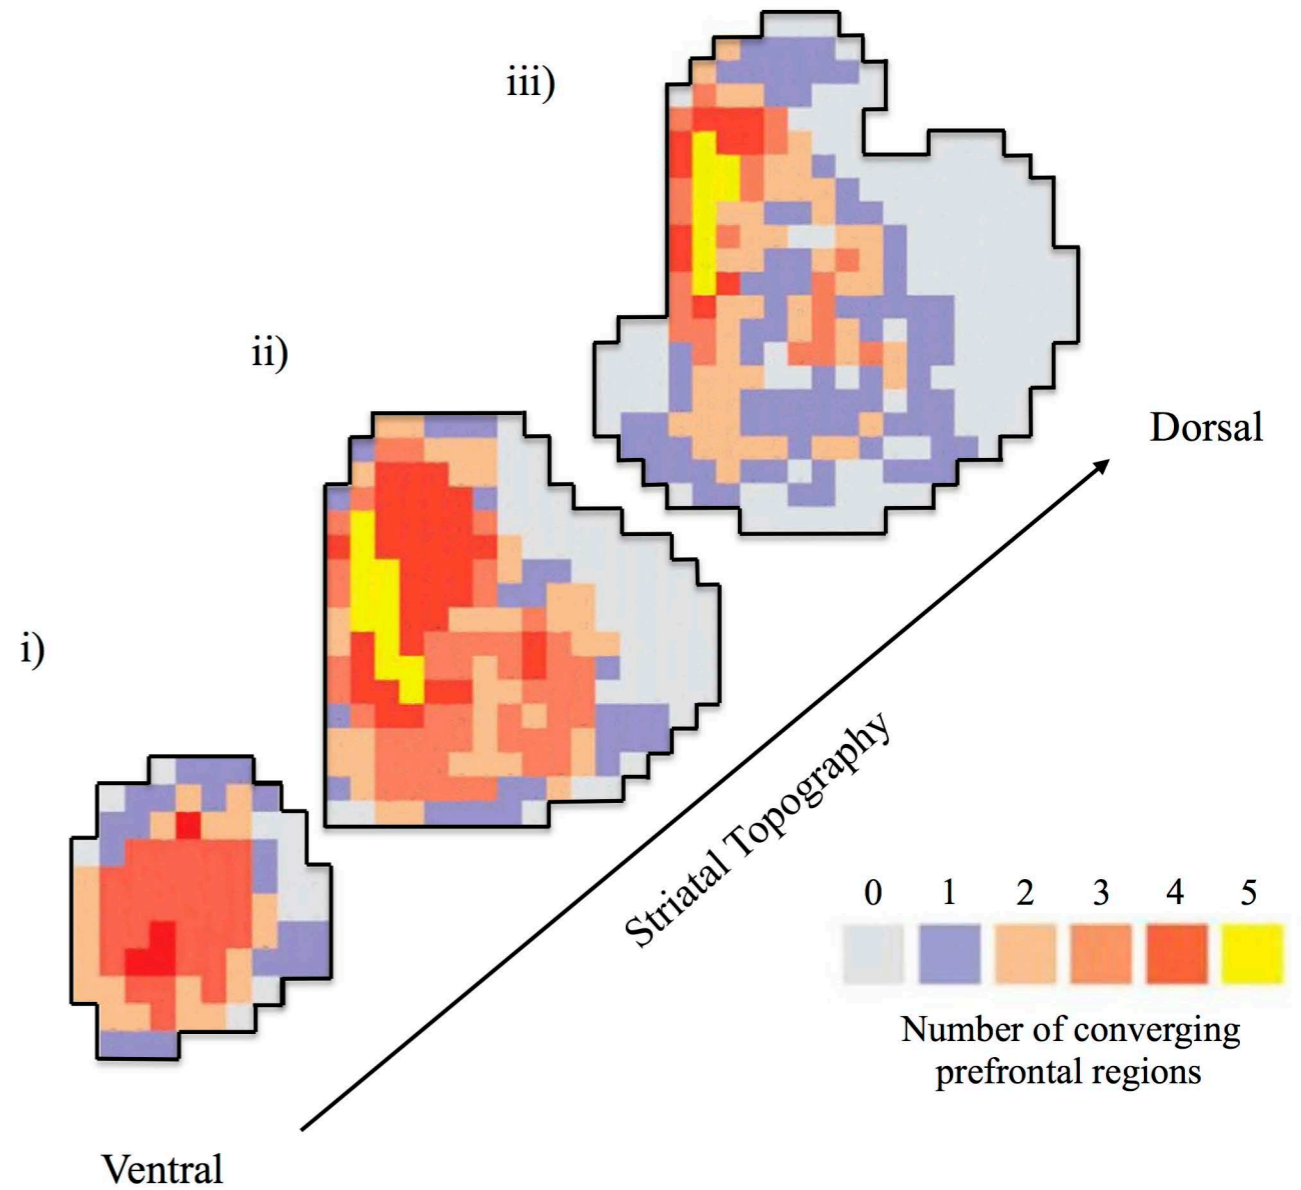 iii)
ii)
Dorsal
i)
Striatal Topography
0 1 2 3 4 5
Number of converging
prefrontal regions
Ventral